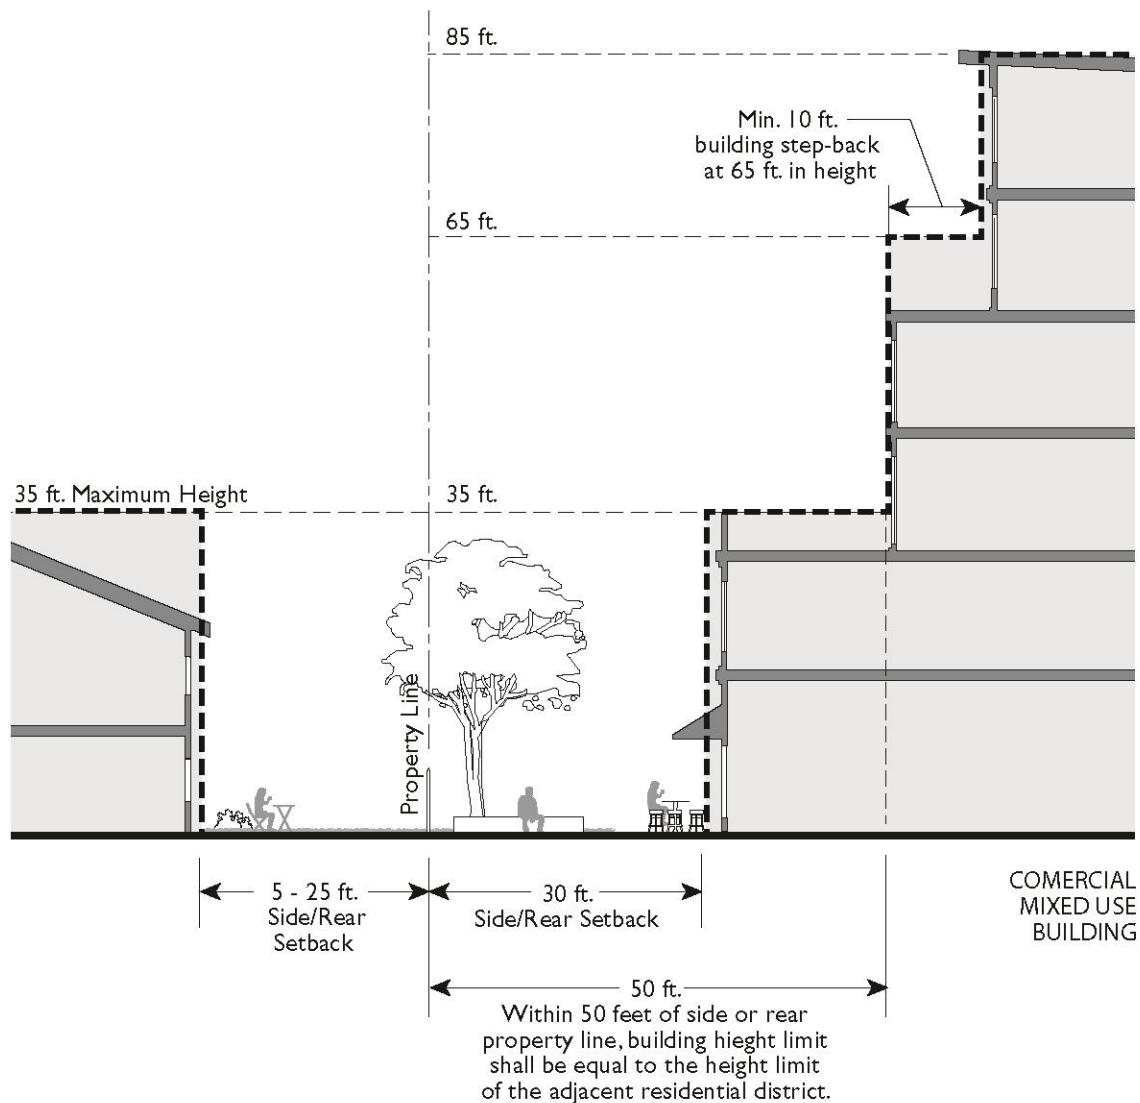 85 ft.
Min. 10 ft.
building step-back
at 65 ft. in height
65 ft.
35 ft. Maximum Height
35 ft.
Property Line
5 - 25 ft.
Side/Rear
Setback
30 ft.
Side/Rear Setback
COMERCIAL
MIXED USE
BUILDING
50 ft.
Within 50 feet of side or rear
property line, building hieght limit
shall be equal to the height limit
of the adjacent residential district.